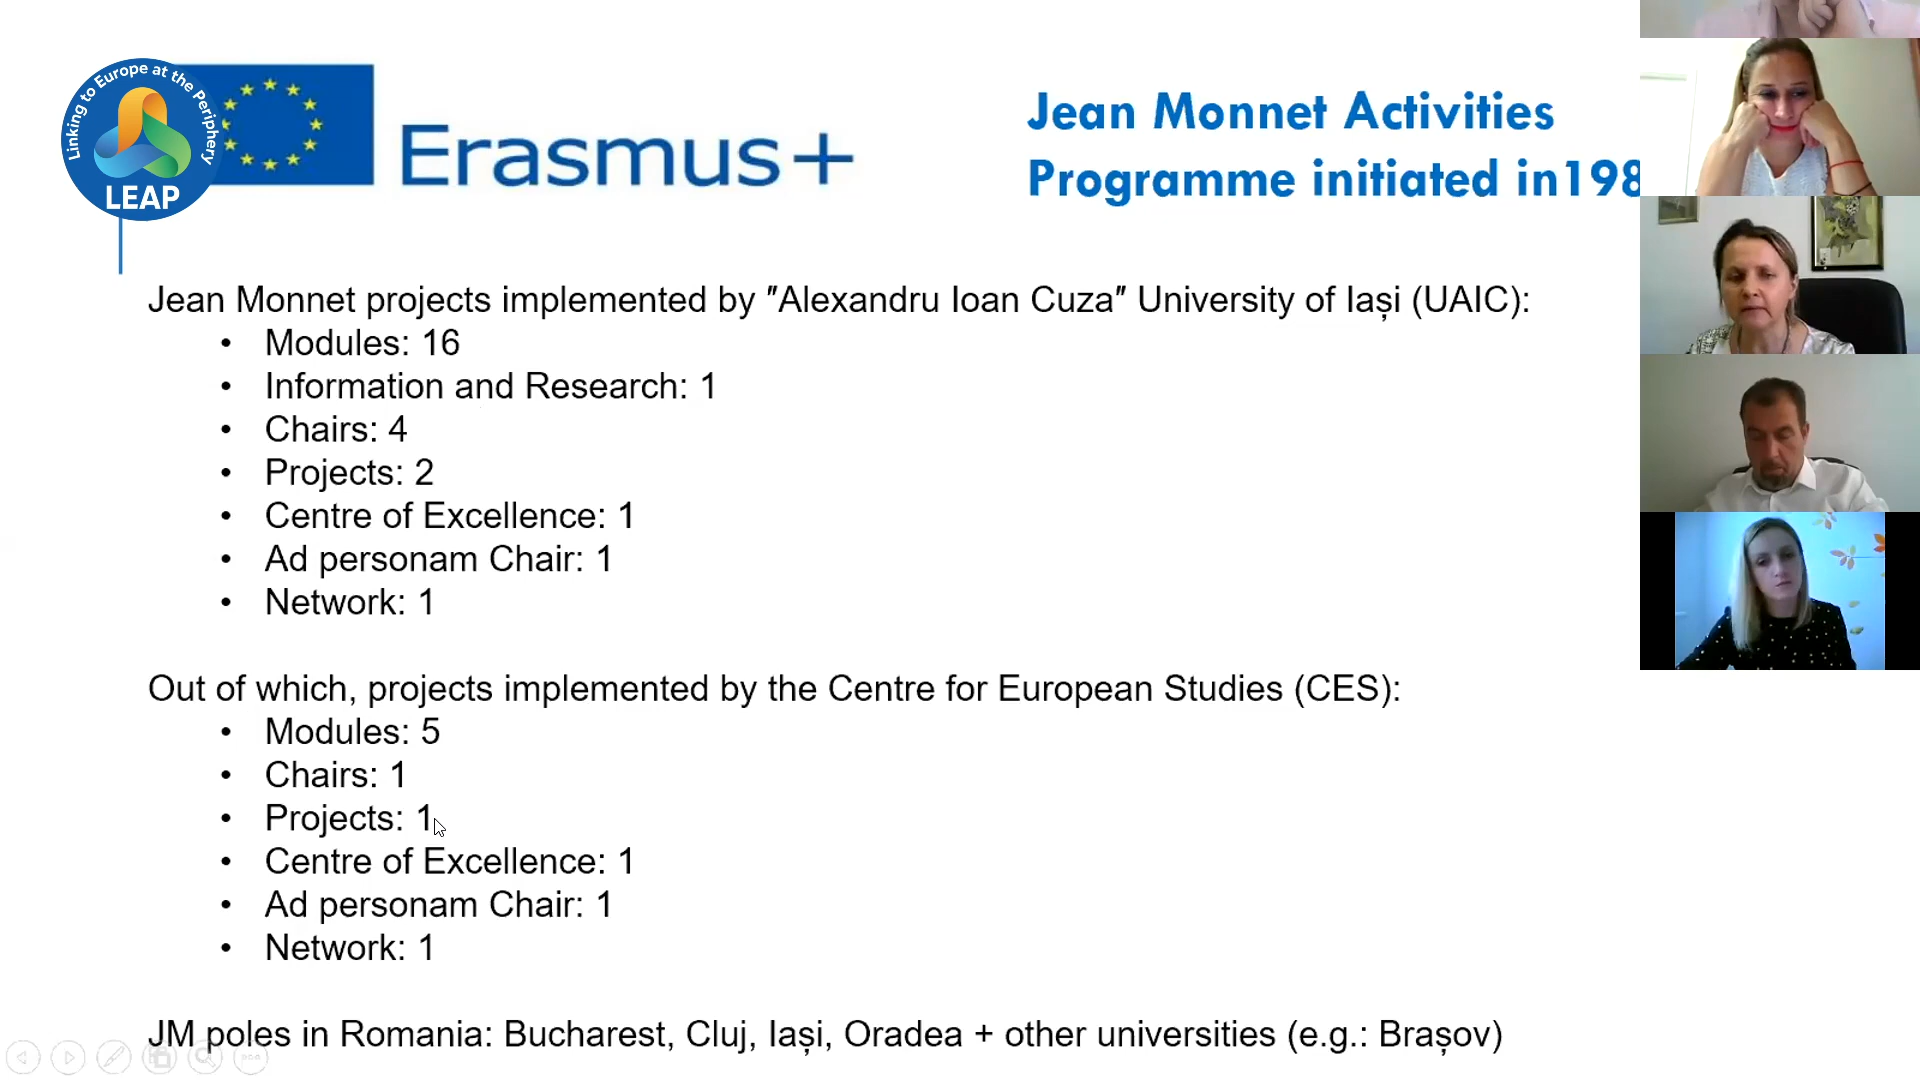 Linking to Europe at the Periphery
LEAP
Erasmus+
Jean Monnet Activities
Programme initiated in198
Jean Monnet projects implemented by "Alexandru Ioan Cuza" University of Iași (UAIC):
• Modules: 16
• Information and Research: 1
• Chairs: 4
• Projects: 2
• Centre of Excellence: 1
• Ad personam Chair: 1
• Network: 1
Out of which, projects implemented by the Centre for European Studies (CES):
• Modules: 5
• Chairs: 1
• Projects: 1
• Centre of Excellence: 1
• Ad personam Chair: 1
• Network: 1
JM poles in Romania: Bucharest, Cluj, Iași, Oradea + other universities (e.g.: Brașov)